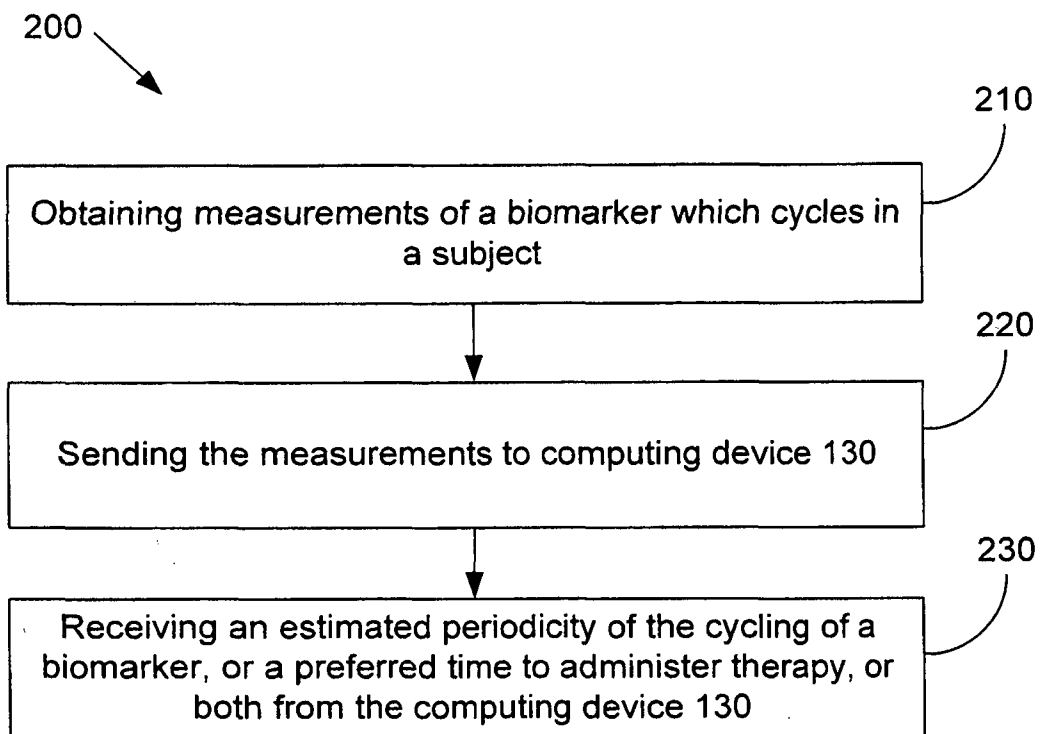 200
210
Obtaining measurements of a biomarker which cycles in
a subject
220
Sending the measurements to computing device 130
230
Receiving an estimated periodicity of the cycling of a
biomarker, or a preferred time to administer therapy, or
both from the computing device 130